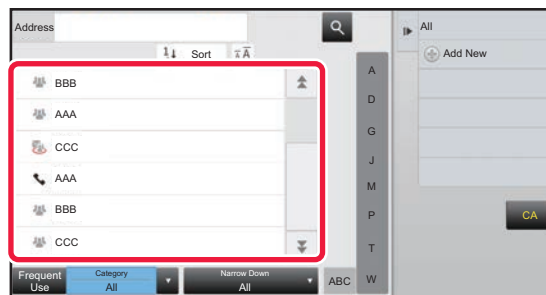 Address
All
Sort
Add New
BBB
AAA
CCC
AAA
BBB
CCC
A
D
G
J
M
P
T
W
CA
Frequent
Use
Category
All
Narrow Down
All
ABC